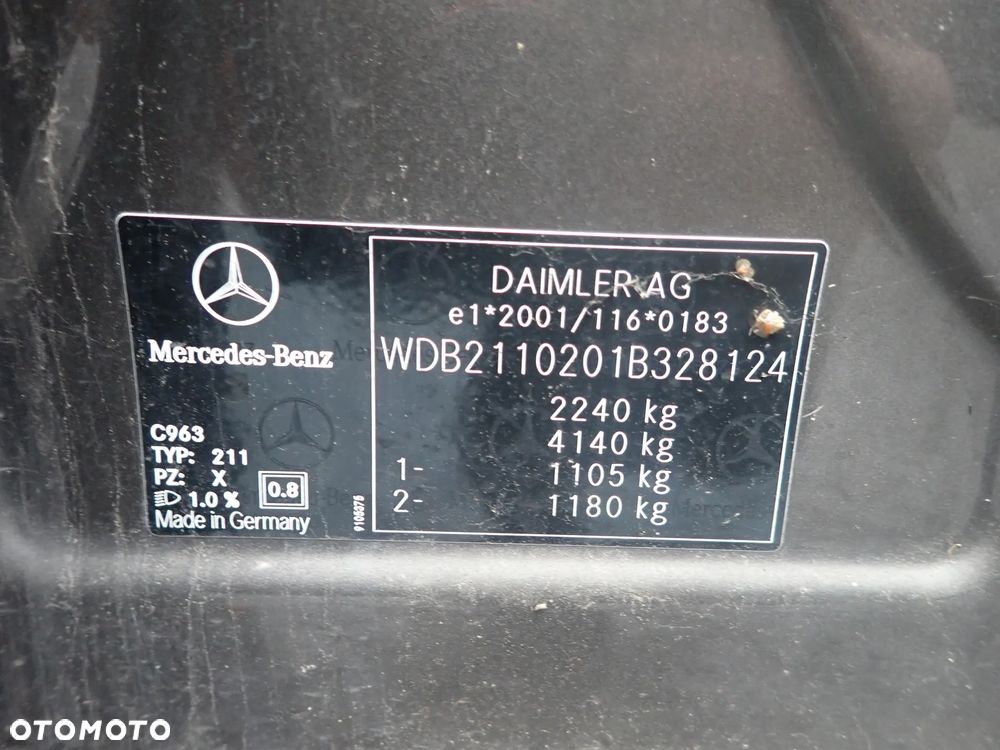 Mercedes-Benz
C963
TYP: 211
PZ: X
1.0 %
0.8
Made in Germany
9105375
DAIMLER AG
e1*2001/116*0183
WDB2110201B328124
2240 kg
4140 kg
1- 1105 kg
2- 1180 kg
OTOMOTO